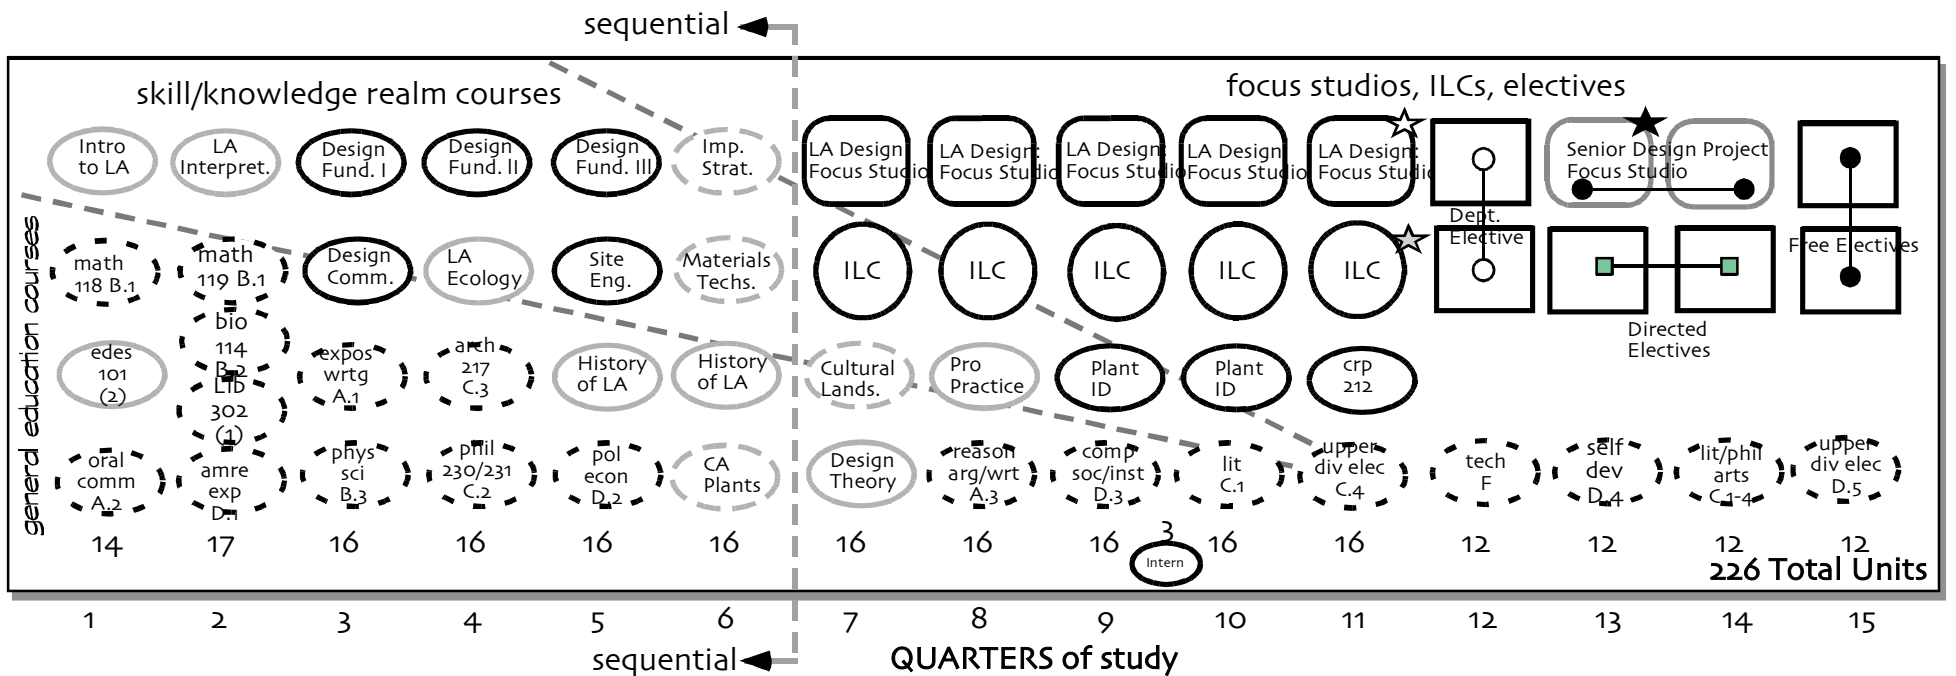 sequential
skill/knowledge realm courses
focus studios, ILCs, electives
Intro
to LA
LA
Interpret.
Design
Fund. I
Design
Fund. II
Design
Fund. III
Imp.
Strat.
LA Design:
Focus Studio
LA Design:
Focus Studio
LA Design:
Focus Studio
LA Design:
Focus Studio
LA Design:
Focus Studio
Dept.
Elective
Senior Design Project
Focus Studio
Free Electives
general education courses
math
118 B.1
math
119 B.1
Design
Comm.
LA
Ecology
Site
Eng.
Materials
Techs.
ILC
ILC
ILC
ILC
ILC
Directed
Electives
edes
101
(2)
bio
114
B.2
LIB
302
(1)
expos
wrtg
A.1
arch
217
C.3
History
of LA
History
of LA
Cultural
Lands.
Pro
Practice
Plant
ID
Plant
ID
crp
212
oral
comm
A.2
amre
exp
D.1
phys
sci
B.3
phil
230/231
C.2
pol
econ
D.2
CA
Plants
Design
Theory
reason
arg/wrt
A.3
comp
soc/inst
D.3
lit
C.1
upper
div elec
C.4
tech
F
self
dev
D.4
lit/phil
arts
C.1-4
upper
div elec
D.5
14 17 16 16 16 16 16 16 16 3 16 16 12 12 12 12
Intern
226 Total Units
1 2 3 4 5 6 7 8 9 10 11 12 13 14 15
sequential
QUARTERS of study